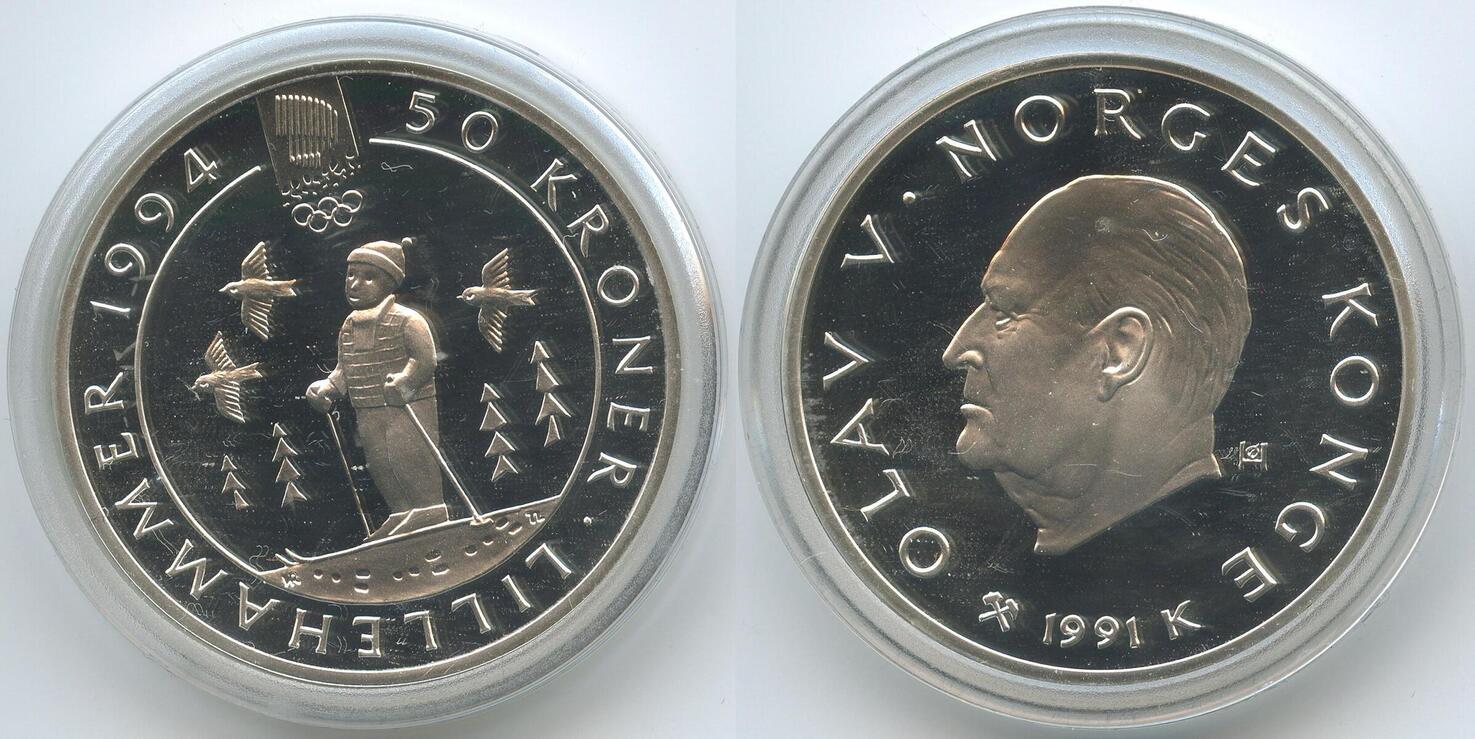 50 KRONER · LILLEHAMMER 1994
OLAV V · NORGES KONGE
1991 K